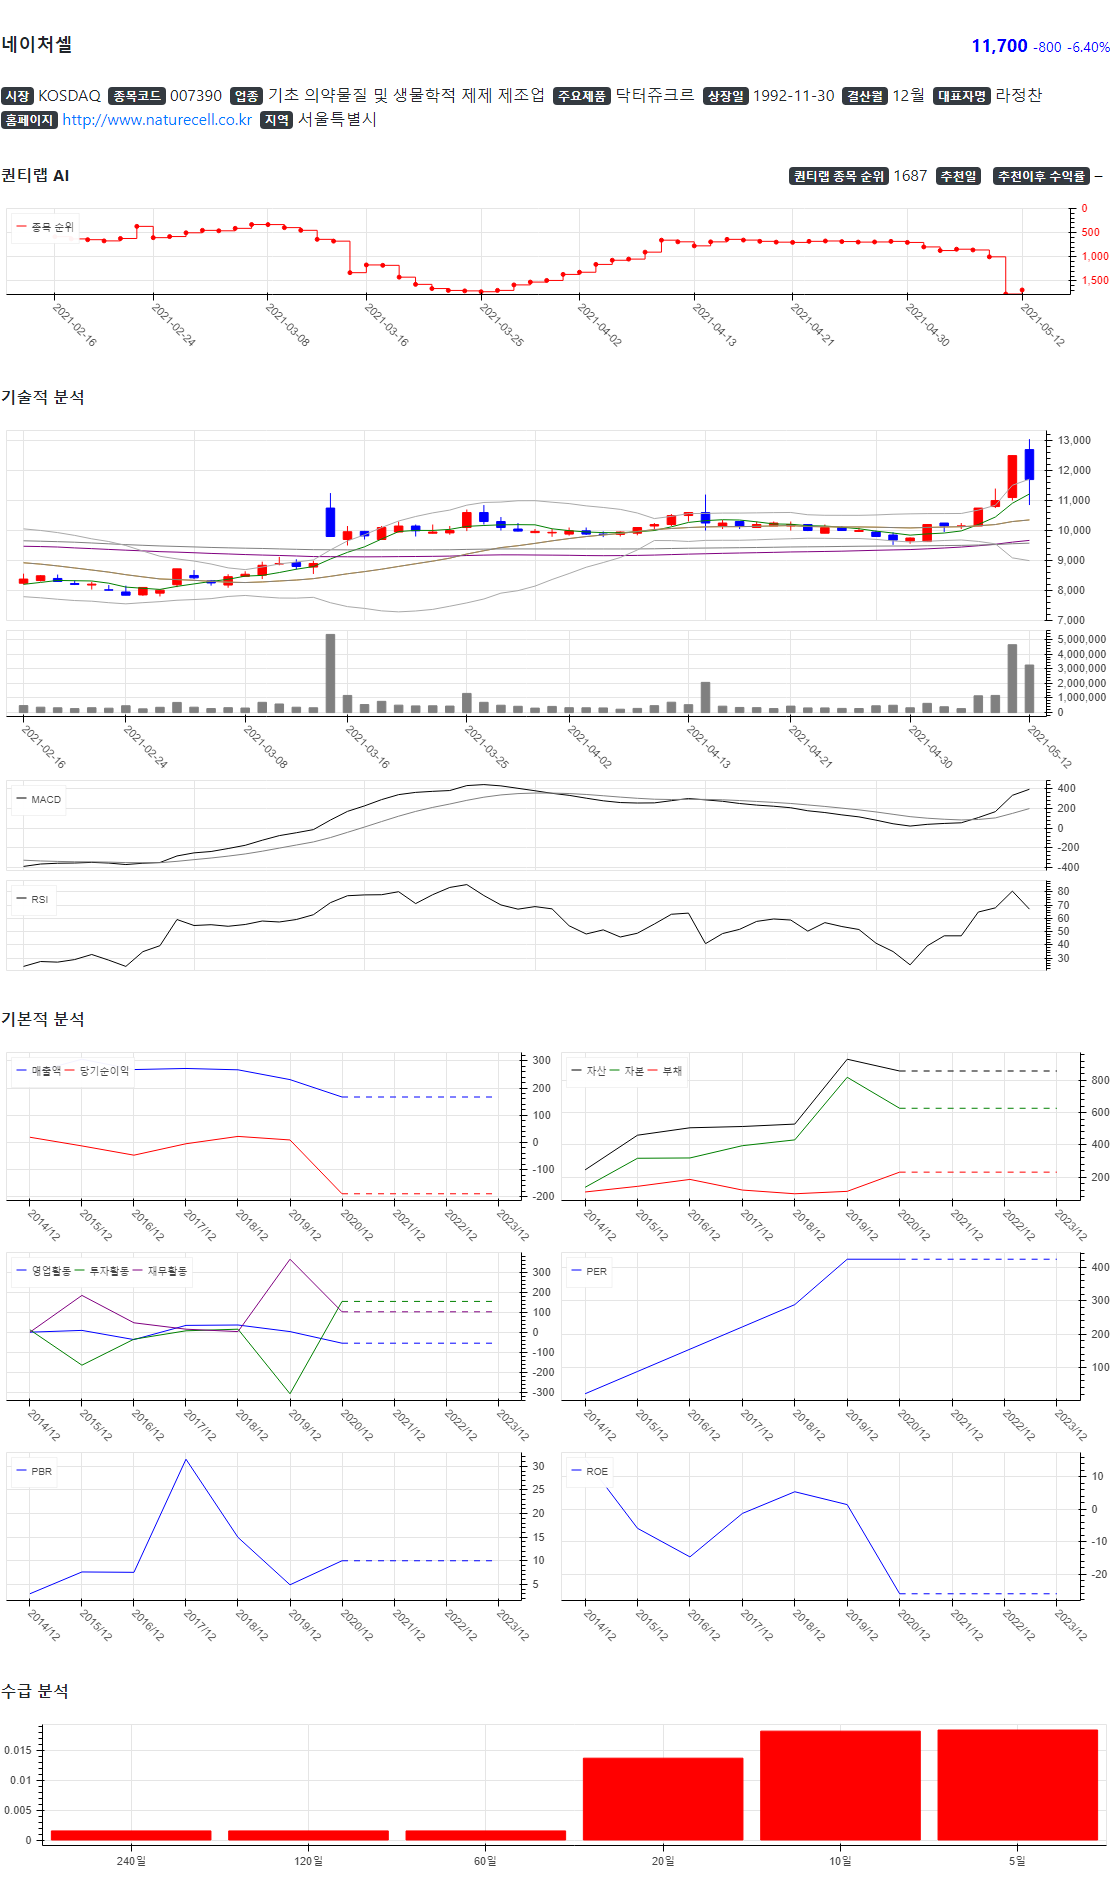 네이처셀 11,700 -800 -6.40%
시장 KOSDAQ 종목코드 007390 업종 기초 의약물질 및 생물학적 제제 제조업 주요제품 닥터쥬크르 상장일 1992-11-30 결산월 12월 대표자명 라정찬
홈페이지 http://www.naturecell.co.kr 지역 서울특별시
퀀티랩 AI 퀀티랩 종목 순위 1687 추천일 추천이후 수익률 –
종목 순위
0
500
1,000
1,500
2021-02-16 2021-02-24 2021-03-08 2021-03-16 2021-03-25 2021-04-02 2021-04-13 2021-04-21 2021-04-30 2021-05-12
기술적 분석
13,000
12,000
11,000
10,000
9,000
8,000
7,000
5,000,000
4,000,000
3,000,000
2,000,000
1,000,000
0
2021-02-16 2021-02-24 2021-03-08 2021-03-16 2021-03-25 2021-04-02 2021-04-13 2021-04-21 2021-04-30 2021-05-12
MACD
400
200
0
-200
-400
RSI
80
70
60
50
40
30
기본적 분석
매출액 당기순이익
300
200
100
0
-100
-200
2014/12 2015/12 2016/12 2017/12 2018/12 2019/12 2020/12 2021/12 2022/12 2023/12
자산 자본 부채
800
600
400
200
2014/12 2015/12 2016/12 2017/12 2018/12 2019/12 2020/12 2021/12 2022/12 2023/12
영업활동 투자활동 재무활동
300
200
100
0
-100
-200
-300
2014/12 2015/12 2016/12 2017/12 2018/12 2019/12 2020/12 2021/12 2022/12 2023/12
PER
400
300
200
100
2014/12 2015/12 2016/12 2017/12 2018/12 2019/12 2020/12 2021/12 2022/12 2023/12
PBR
30
25
20
15
10
5
2014/12 2015/12 2016/12 2017/12 2018/12 2019/12 2020/12 2021/12 2022/12 2023/12
ROE
10
0
-10
-20
2014/12 2015/12 2016/12 2017/12 2018/12 2019/12 2020/12 2021/12 2022/12 2023/12
수급 분석
0.015
0.01
0.005
0
240일 120일 60일 20일 10일 5일